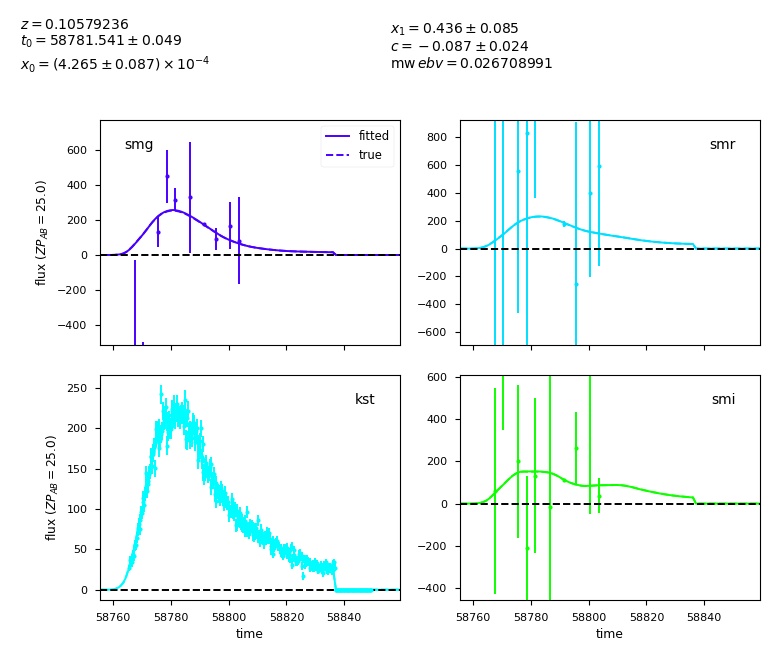 z = 0.10579236
t₀ = 58781.541 ± 0.049
x₀ = (4.265 ± 0.087) × 10⁻⁴
x₁ = 0.436 ± 0.085
c = −0.087 ± 0.024
mw ebv = 0.026708991
smg
fitted
true
600
400
200
0
−200
−400
flux (ZP_AB = 25.0)
smr
800
600
400
200
0
−200
−400
−600
kst
250
200
150
100
50
0
flux (ZP_AB = 25.0)
58760 58780 58800 58820 58840
time
smi
600
400
200
0
−200
−400
58760 58780 58800 58820 58840
time